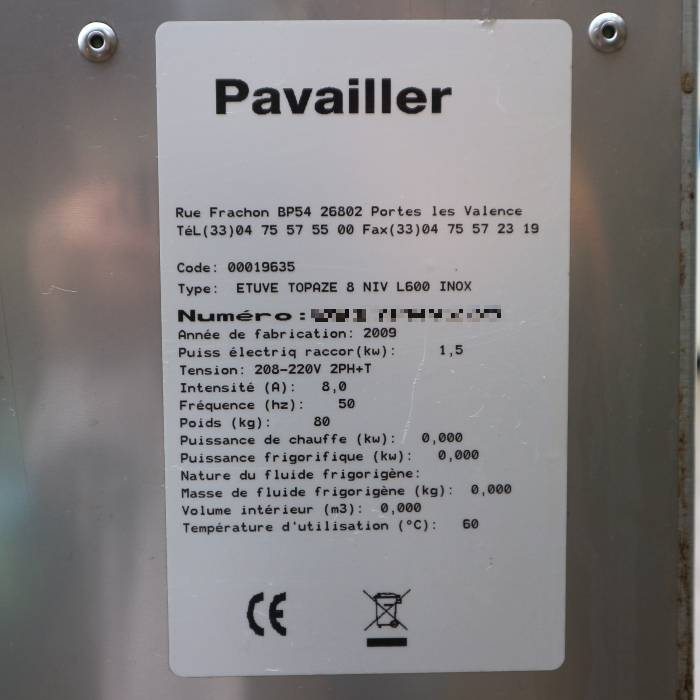 Pavailler
Rue Frachon BP54 26802 Portes les Valence
TéL(33)04 75 57 55 00 Fax(33)04 75 57 23 19
Code: 00019635
Type: ETUVE TOPAZE 8 NIV L600 INOX
Numéro:
Année de fabrication: 2009
Puiss électriq raccor(kw): 1,5
Tension: 208-220V 2PH+T
Intensité (A): 8,0
Fréquence (hz): 50
Poids (kg): 80
Puissance de chauffe (kw): 0,000
Puissance frigorifique (kw): 0,000
Nature du fluide frigorigène:
Masse de fluide frigorigène (kg): 0,000
Volume intérieur (m3): 0,000
Température d'utilisation (°C): 60
CE